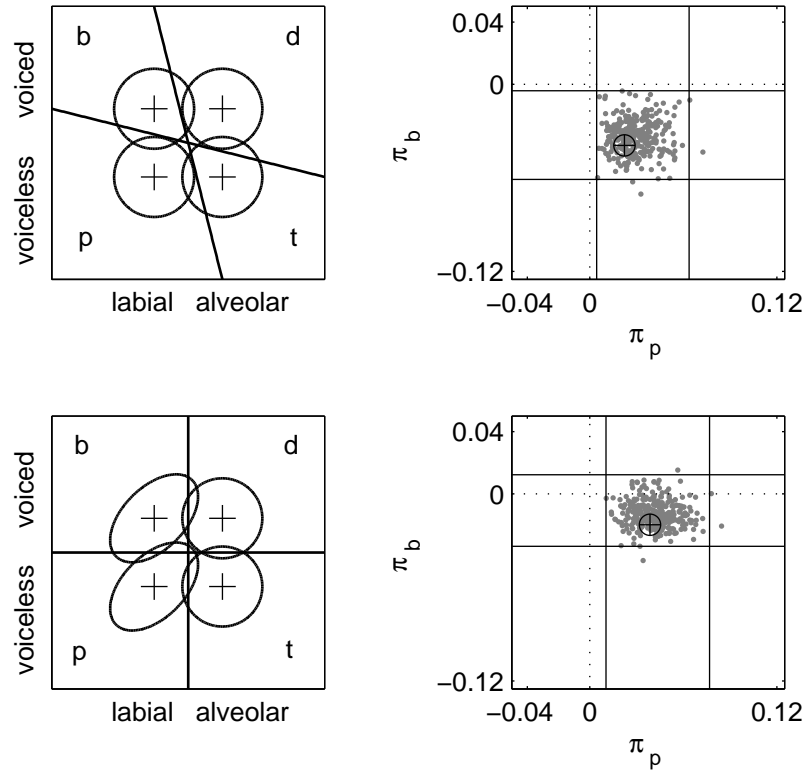 b
d
voiced
voiceless
p
t
labial
alveolar
0.04
0
π_b
−0.12
−0.04
0
0.12
π_p
b
d
voiced
voiceless
p
t
labial
alveolar
0.04
0
π_b
−0.12
−0.04
0
0.12
π_p